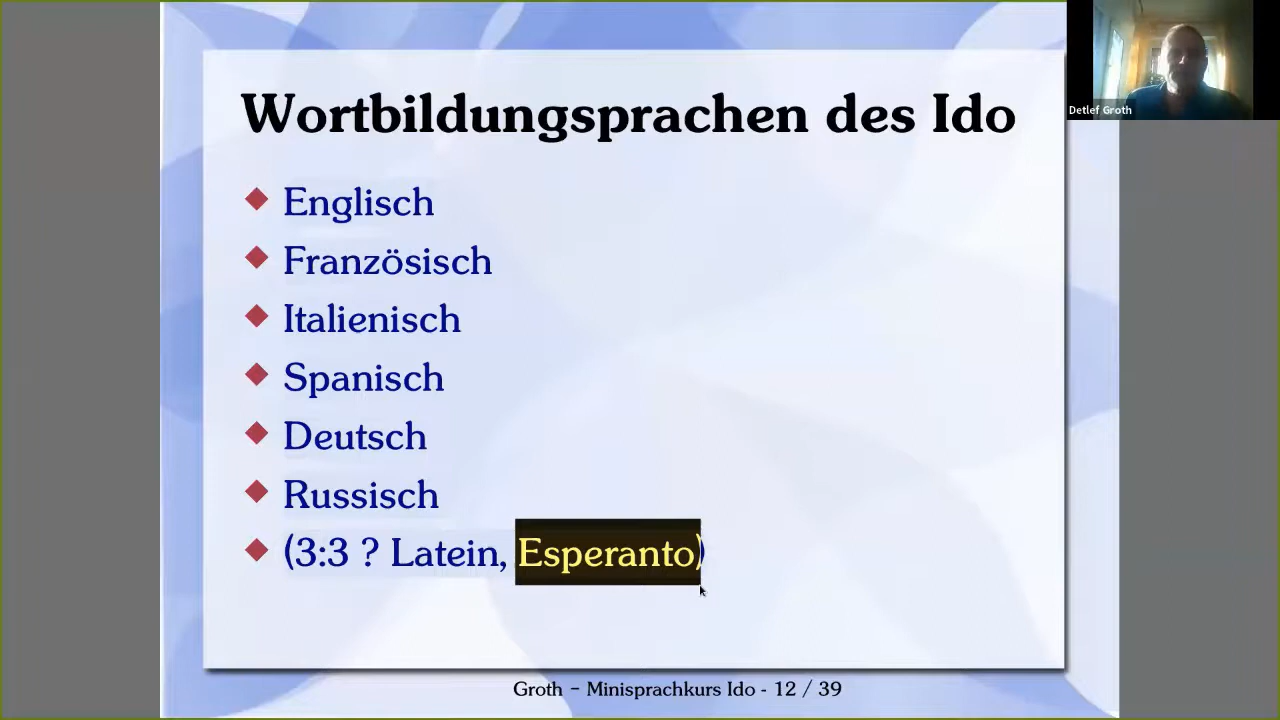 Wortbildungsprachen des Ido
Englisch
Französisch
Italienisch
Spanisch
Deutsch
Russisch
(3:3 ? Latein, Esperanto)
Groth - Minisprachkurs Ido - 12 / 39
Detlef Groth